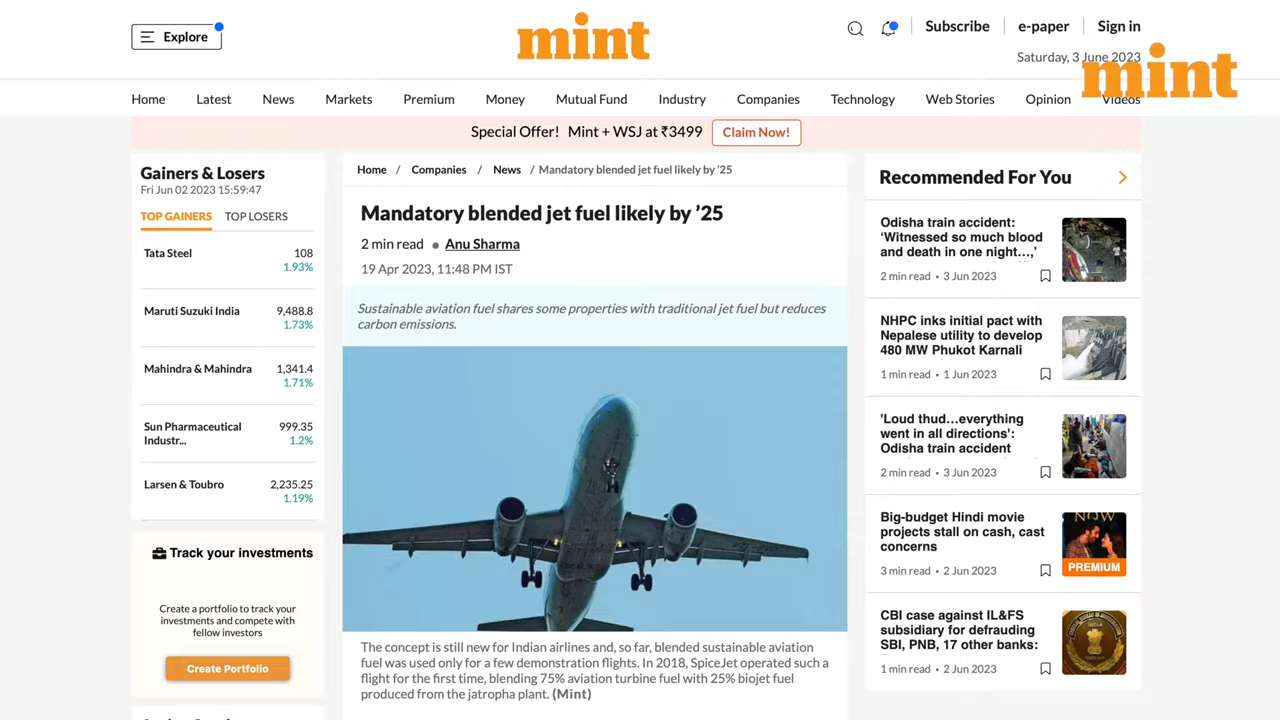 Explore
mint
Subscribe
e-paper
Sign in
Saturday, 3 June 2023
mint
Home
Latest
News
Markets
Premium
Money
Mutual Fund
Industry
Companies
Technology
Web Stories
Opinion
Videos
Special Offer! Mint + WSJ at ₹3499
Claim Now!
Gainers & Losers
Fri Jun 02 2023 15:59:47
TOP GAINERS
TOP LOSERS
Tata Steel
108
1.93%
Maruti Suzuki India
9,488.8
1.73%
Mahindra & Mahindra
1,341.4
1.71%
Sun Pharmaceutical
Industr...
999.35
1.2%
Larsen & Toubro
2,235.25
1.19%
Track your investments
Create a portfolio to track your
investments and compete with
fellow investors
Create Portfolio
Home / Companies / News / Mandatory blended jet fuel likely by '25
Mandatory blended jet fuel likely by ’25
2 min read ● Anu Sharma
19 Apr 2023, 11:48 PM IST
Sustainable aviation fuel shares some properties with traditional jet fuel but reduces
carbon emissions.
The concept is still new for Indian airlines and, so far, blended sustainable aviation
fuel was used only for a few demonstration flights. In 2018, SpiceJet operated such a
flight for the first time, blending 75% aviation turbine fuel with 25% biojet fuel
produced from the jatropha plant. (Mint)
Recommended For You
Odisha train accident:
‘Witnessed so much blood
and death in one night…,’
2 min read • 3 Jun 2023
NHPC inks initial pact with
Nepalese utility to develop
480 MW Phukot Karnali
1 min read • 1 Jun 2023
'Loud thud...everything
went in all directions':
Odisha train accident
2 min read • 3 Jun 2023
Big-budget Hindi movie
projects stall on cash, cast
concerns
3 min read • 2 Jun 2023
NOW
PREMIUM
CBI case against IL&FS
subsidiary for defrauding
SBI, PNB, 17 other banks:
1 min read • 2 Jun 2023
INDIA